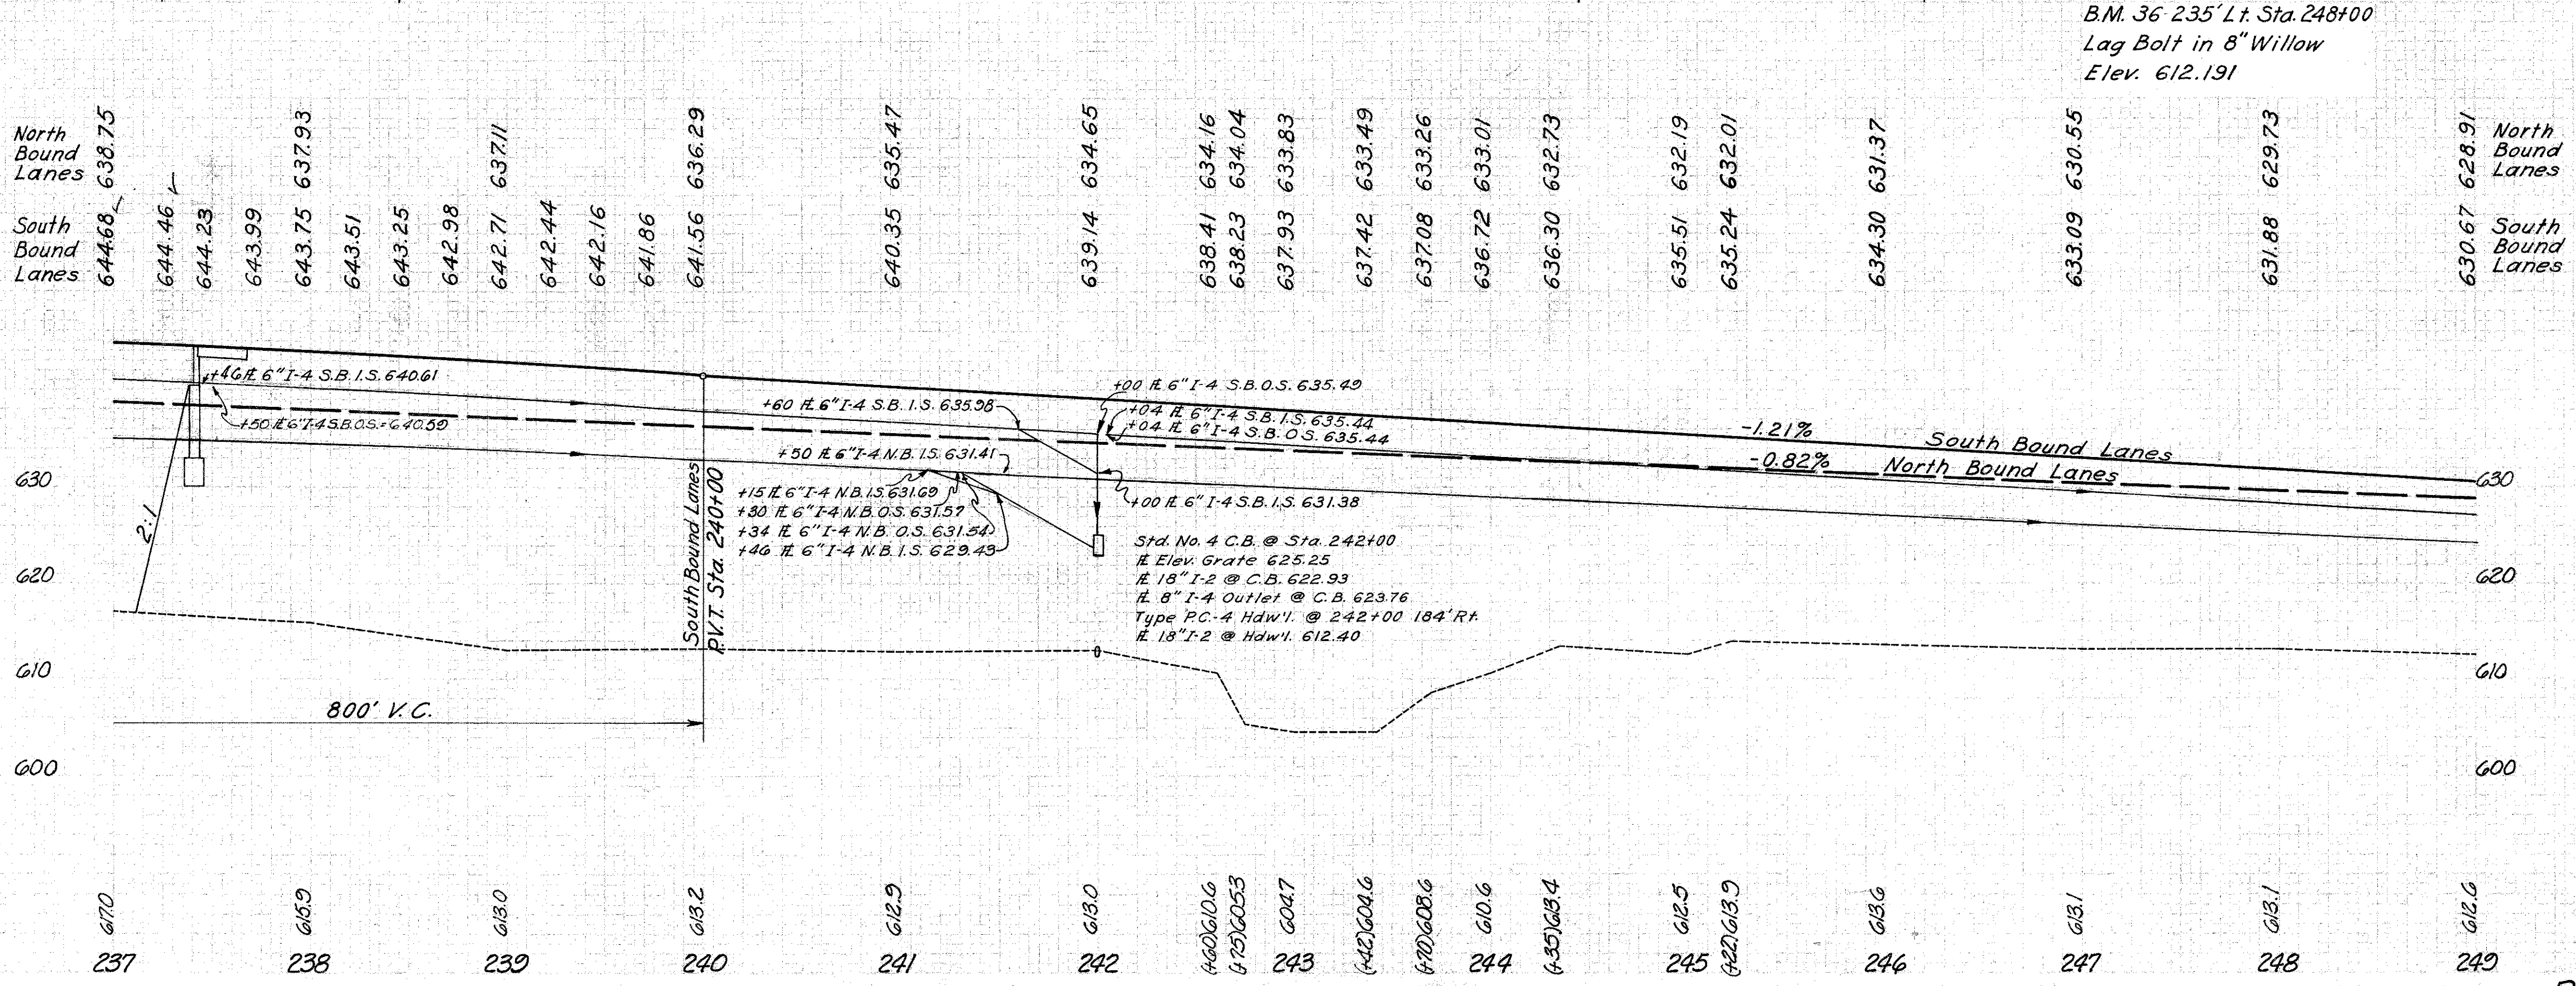 B.M. 36 235' Lt. Sta. 248+00
Lag Bolt in 8" Willow
Elev. 612.191
North Bound Lanes 638.75 637.93 637.11 636.29 635.47 634.65 634.16 634.04 633.83 633.49 633.26 633.01 632.73 632.19 632.01 631.37 630.55 629.73 628.91 North Bound Lanes
South Bound Lanes 644.68 644.46 644.23 643.99 643.75 643.51 643.25 642.98 642.71 642.44 642.16 641.86 641.56 640.35 639.14 638.41 638.23 637.93 637.42 637.08 636.72 636.30 635.51 635.24 634.30 633.09 631.88 630.67 South Bound Lanes
+46 ℄ 6" I-4 S.B. I.S. 640.61
+50 ℄ 6" I-4 S.B.O.S.=640.59
+60 ℄ 6" I-4 S.B. I.S. 635.98
+00 ℄ 6" I-4 S.B.O.S. 635.49
+04 ℄ 6" I-4 S.B. I.S. 635.44
+04 ℄ 6" I-4 S.B. O.S. 635.44
+50 ℄ 6" I-4 N.B. I.S. 631.41
+15 ℄ 6" I-4 N.B. I.S. 631.69
+30 ℄ 6" I-4 N.B. O.S. 631.57
+34 ℄ 6" I-4 N.B. O.S. 631.54
+46 ℄ 6" I-4 N.B. I.S. 629.43
+00 ℄ 6" I-4 S.B. I.S. 631.38
-1.21% South Bound Lanes
-0.82% North Bound Lanes
Std. No. 4 C.B. @ Sta. 242+00
℄ Elev. Grate 625.25
℄ 18" I-2 @ C.B. 622.93
℄ 8" I-4 Outlet @ C.B. 623.76
Type P.C.-4 Hdw'l. @ 242+00 184' Rt.
℄ 18" I-2 @ Hdw'l. 612.40
South Bound Lanes
P.V.T. Sta. 240+00
2:1
800' V.C.
630 630
620 620
610 610
600 600
617.0 615.9 613.0 613.2 612.9 613.0 (+60)610.6 (+75)605.3 604.7 (+42)604.6 (+70)608.6 610.6 (+35)613.4 612.5 (+22)613.9 613.6 613.1 613.1 612.6
237 238 239 240 241 242 243 244 245 246 247 248 249